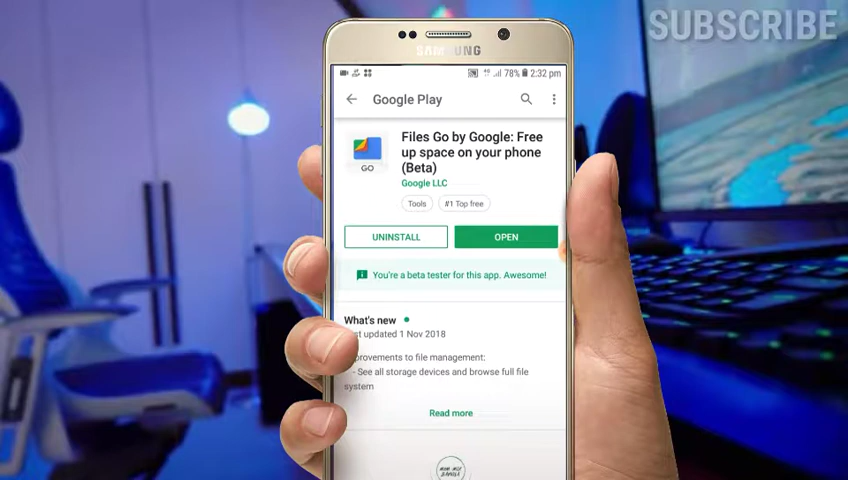 SUBSCRIBE
SAMSUNG
78% 2:32 pm
Google Play
Files Go by Google: Free
up space on your phone
(Beta)
GO
Google LLC
Tools #1 Top free
UNINSTALL OPEN
You're a beta tester for this app. Awesome!
What's new
updated 1 Nov 2018
provements to file management:
- See all storage devices and browse full file
system
Read more